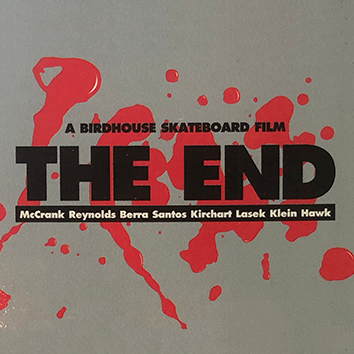 A BIRDHOUSE SKATEBOARD FILM
THE END
McCrank Reynolds Berra Santos Kirchart Lasek Klein Hawk